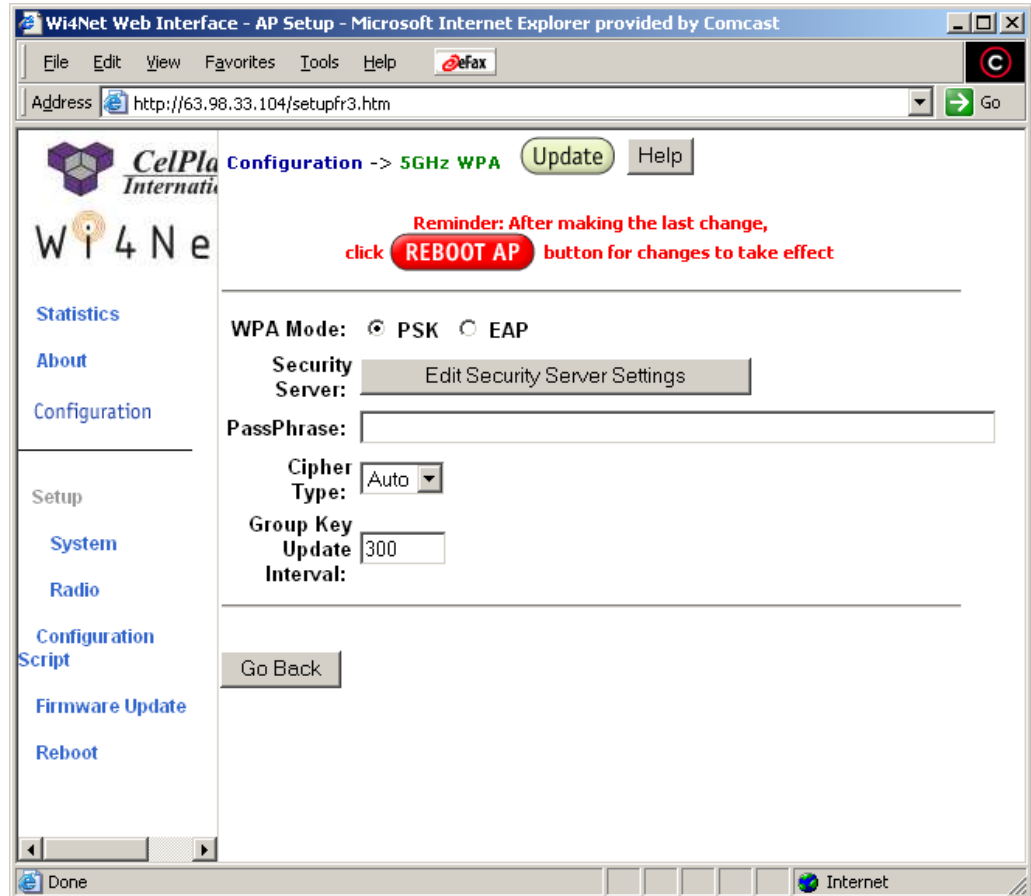 Wi4Net Web Interface - AP Setup - Microsoft Internet Explorer provided by Comcast
File Edit View Favorites Tools Help eFax
Address http://63.98.33.104/setupfr3.htm Go
CelPla
Internati
Wi4Ne
Statistics
About
Configuration
Setup
System
Radio
Configuration
Script
Firmware Update
Reboot
Configuration -> 5GHz WPA Update Help
Reminder: After making the last change,
click REBOOT AP button for changes to take effect
WPA Mode: PSK EAP
Security
Server: Edit Security Server Settings
PassPhrase:
Cipher
Type: Auto
Group Key
Update 300
Interval:
Go Back
Done Internet